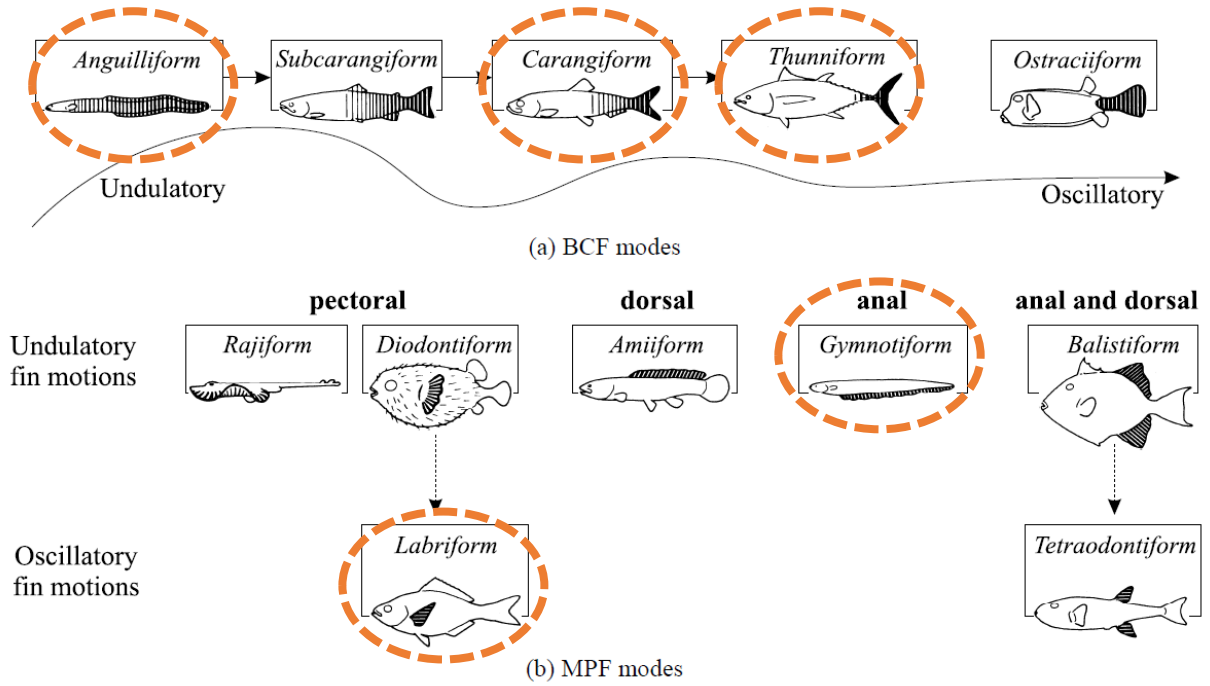 Anguilliform
Subcarangiform
Carangiform
Thunniform
Ostraciiform
Undulatory
Oscillatory
(a) BCF modes
pectoral
dorsal
anal
anal and dorsal
Undulatory
fin motions
Rajiform
Diodontiform
Amiiform
Gymnotiform
Balistiform
Oscillatory
fin motions
Labriform
Tetraodontiform
(b) MPF modes